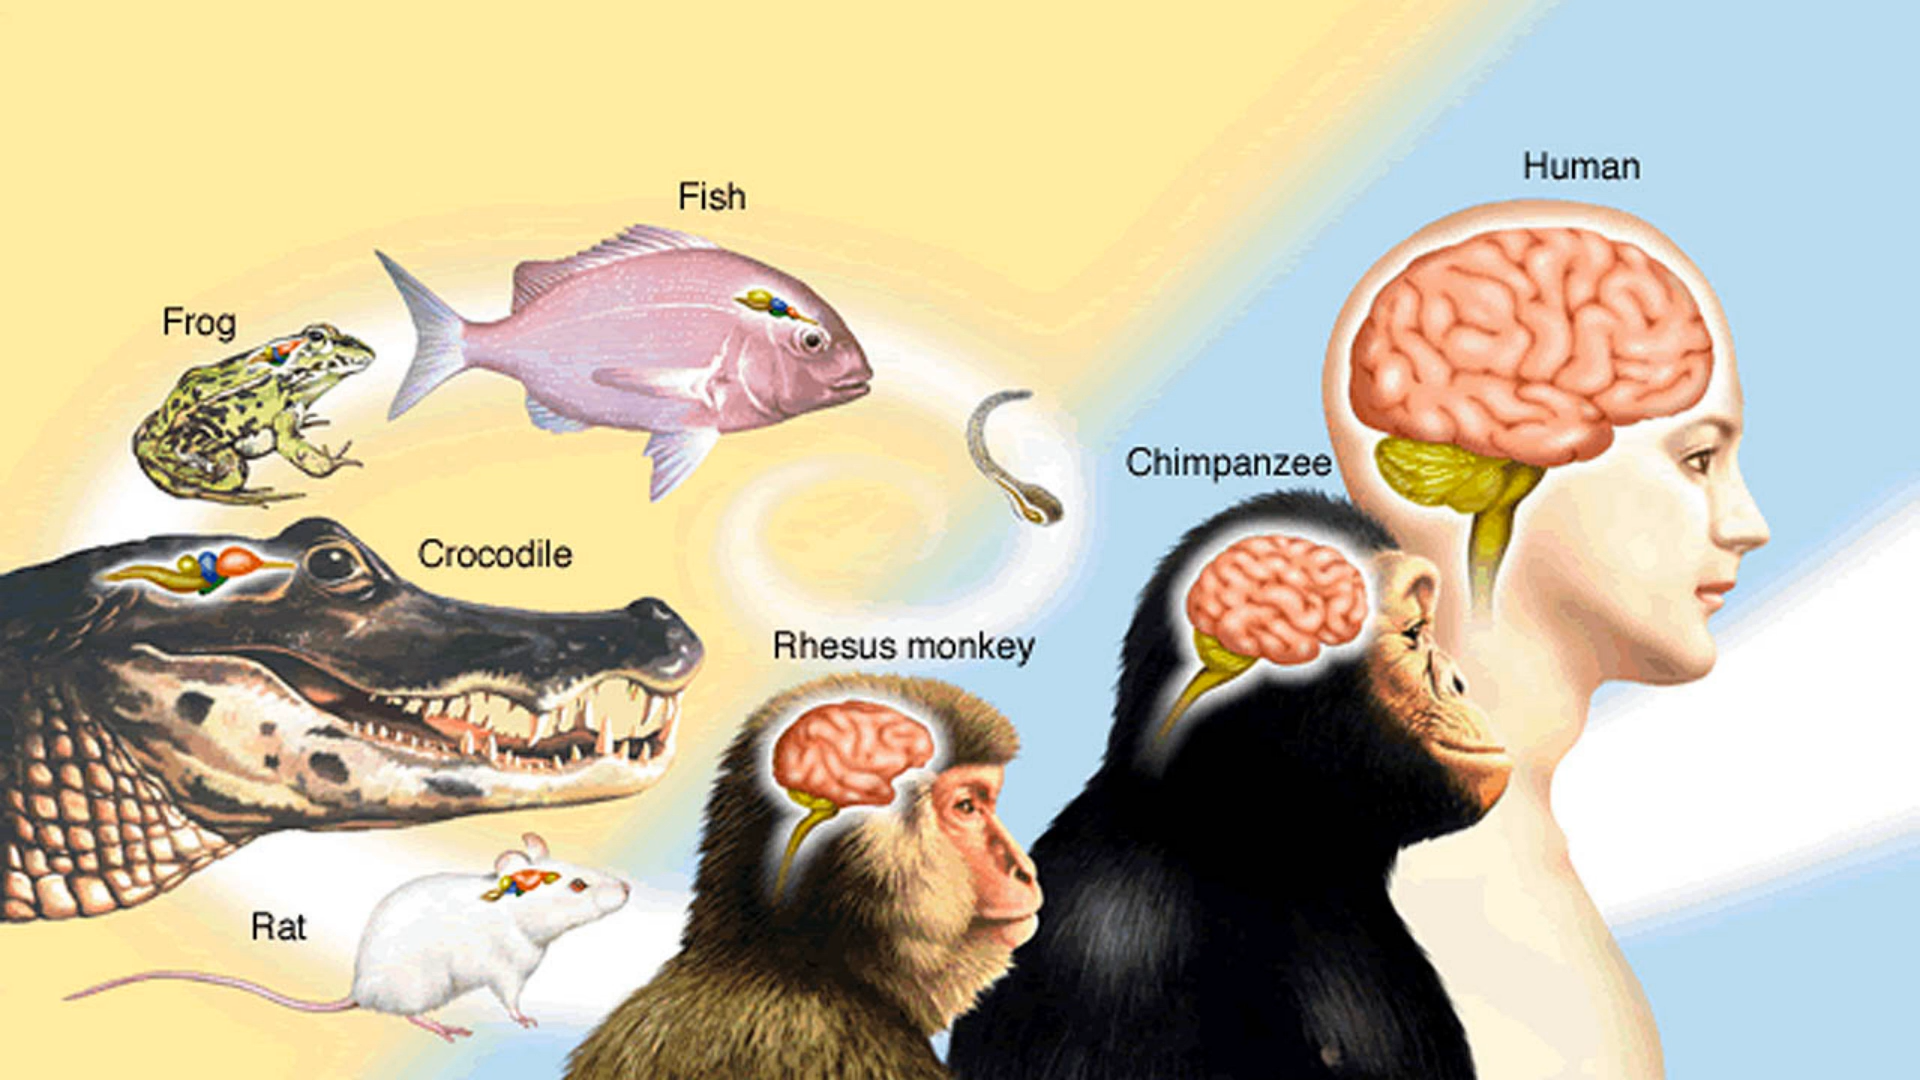 Human
Fish
Frog
Chimpanzee
Crocodile
Rhesus monkey
Rat